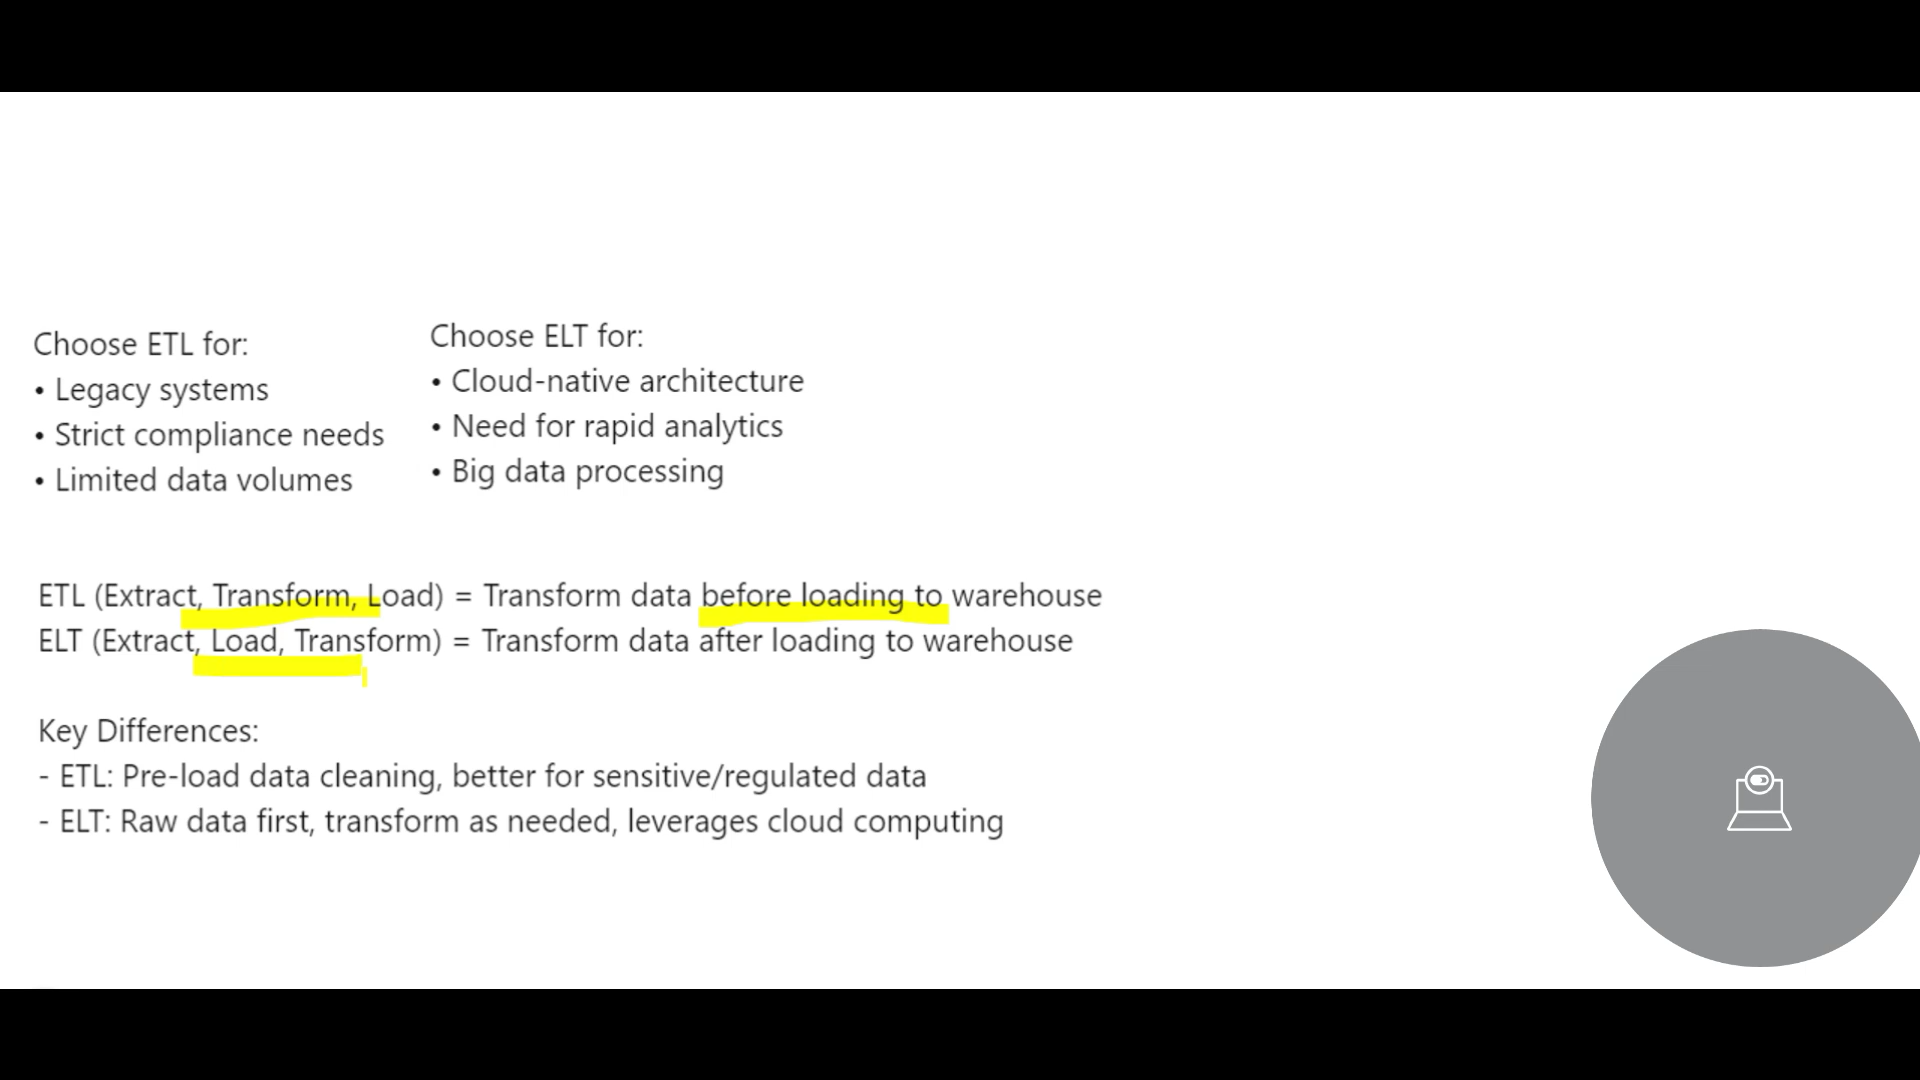 Choose ETL for:
• Legacy systems
• Strict compliance needs
• Limited data volumes
Choose ELT for:
• Cloud-native architecture
• Need for rapid analytics
• Big data processing
ETL (Extract, Transform, Load) = Transform data before loading to warehouse
ELT (Extract, Load, Transform) = Transform data after loading to warehouse
Key Differences:
- ETL: Pre-load data cleaning, better for sensitive/regulated data
- ELT: Raw data first, transform as needed, leverages cloud computing